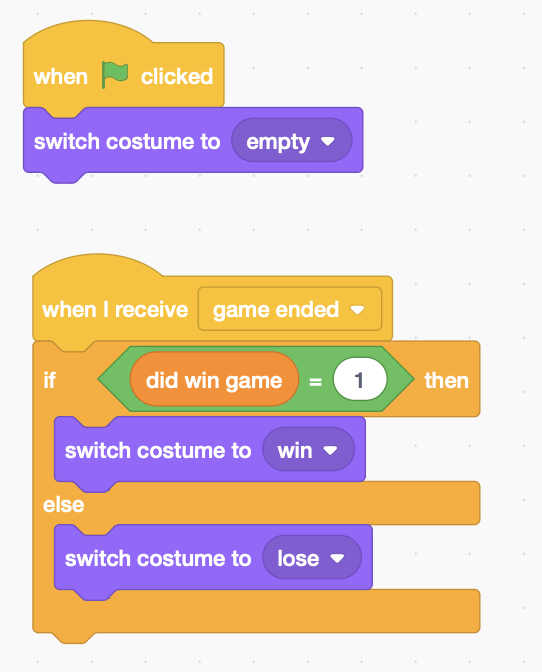 when clicked
switch costume to empty
when I receive game ended
if did win game = 1 then
switch costume to win
else
switch costume to lose